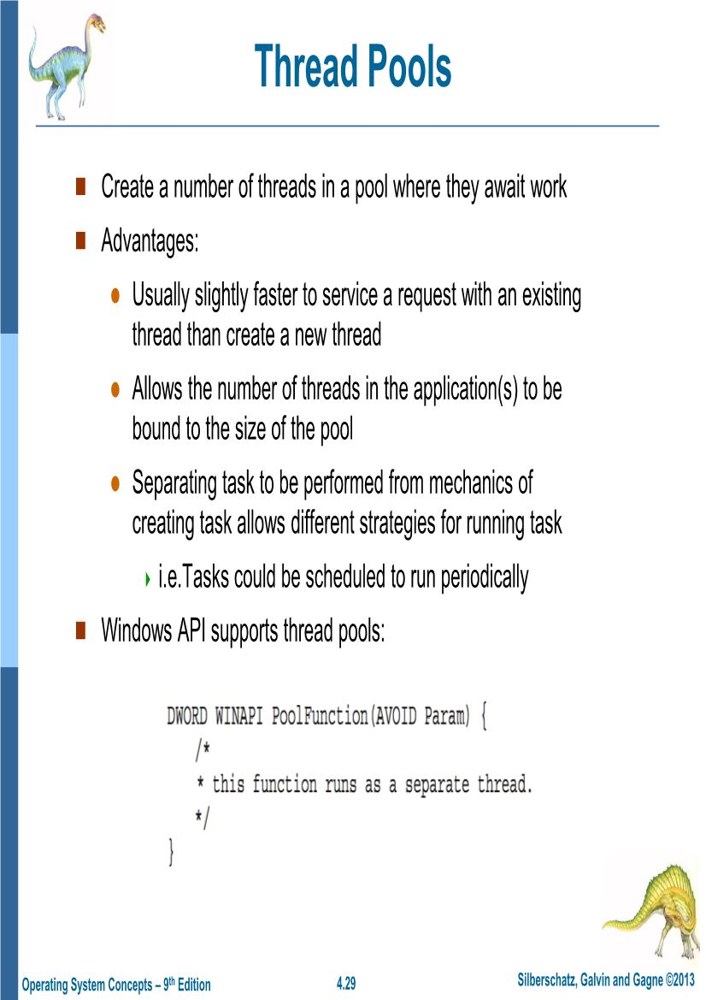 Thread Pools
Create a number of threads in a pool where they await work
Advantages:
Usually slightly faster to service a request with an existing
thread than create a new thread
Allows the number of threads in the application(s) to be
bound to the size of the pool
Separating task to be performed from mechanics of
creating task allows different strategies for running task
i.e.Tasks could be scheduled to run periodically
Windows API supports thread pools:
DWORD WINAPI PoolFunction(AVOID Param) {
/*
* this function runs as a separate thread.
*/
}
Operating System Concepts – 9th Edition
4.29
Silberschatz, Galvin and Gagne ©2013